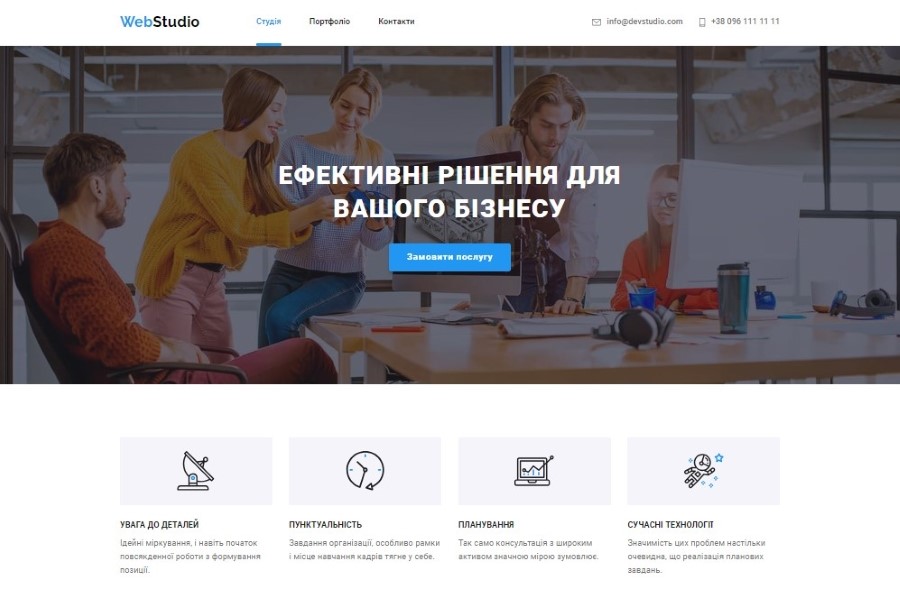 WebStudio
Студія Портфоліо Контакти info@devstudio.com +38 096 111 11 11
ЕФЕКТИВНІ РІШЕННЯ ДЛЯ
ВАШОГО БІЗНЕСУ
Замовити послугу
УВАГА ДО ДЕТАЛЕЙ
Ідейні міркування, і навіть початок
повсякденної роботи з формування
позиції.
ПУНКТУАЛЬНІСТЬ
Завдання організації, особливо рамки
і місце навчання кадрів тягне у себе.
ПЛАНУВАННЯ
Так само консультація з широким
активом значною мірою зумовлює.
СУЧАСНІ ТЕХНОЛОГІЇ
Значимість цих проблем настільки
очевидна, що реалізація планових
завдань.